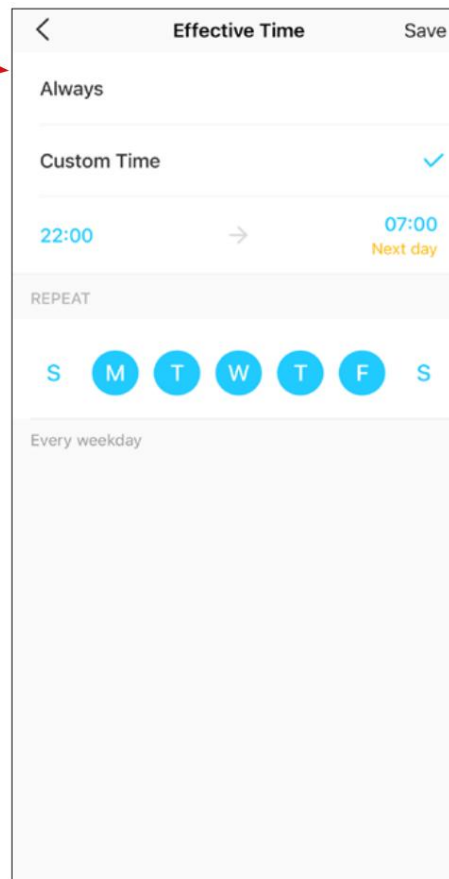 Effective Time Save
Always
Custom Time
22:00 → 07:00
Next day
REPEAT
S M T W T F S
Every weekday